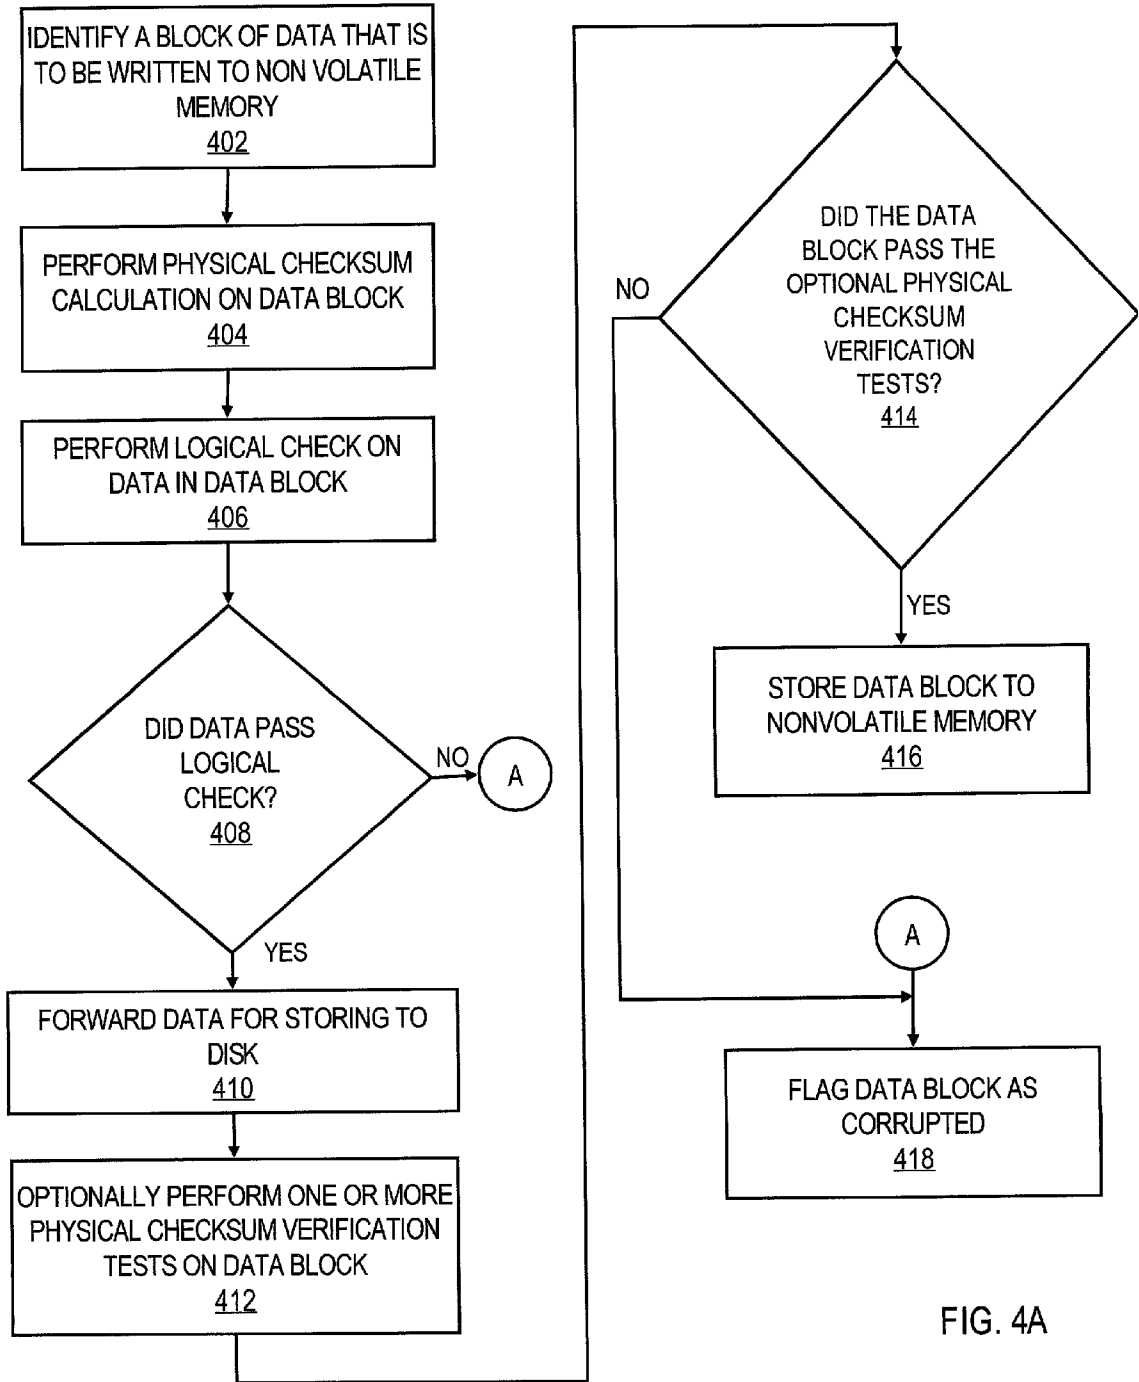 IDENTIFY A BLOCK OF DATA THAT IS
TO BE WRITTEN TO NON VOLATILE
MEMORY
402
PERFORM PHYSICAL CHECKSUM
CALCULATION ON DATA BLOCK
404
PERFORM LOGICAL CHECK ON
DATA IN DATA BLOCK
406
DID DATA PASS
LOGICAL
CHECK?
408
NO
A
YES
FORWARD DATA FOR STORING TO
DISK
410
OPTIONALLY PERFORM ONE OR MORE
PHYSICAL CHECKSUM VERIFICATION
TESTS ON DATA BLOCK
412
DID THE DATA
BLOCK PASS THE
OPTIONAL PHYSICAL
CHECKSUM
VERIFICATION
TESTS?
414
NO
YES
STORE DATA BLOCK TO
NONVOLATILE MEMORY
416
A
FLAG DATA BLOCK AS
CORRUPTED
418
FIG. 4A